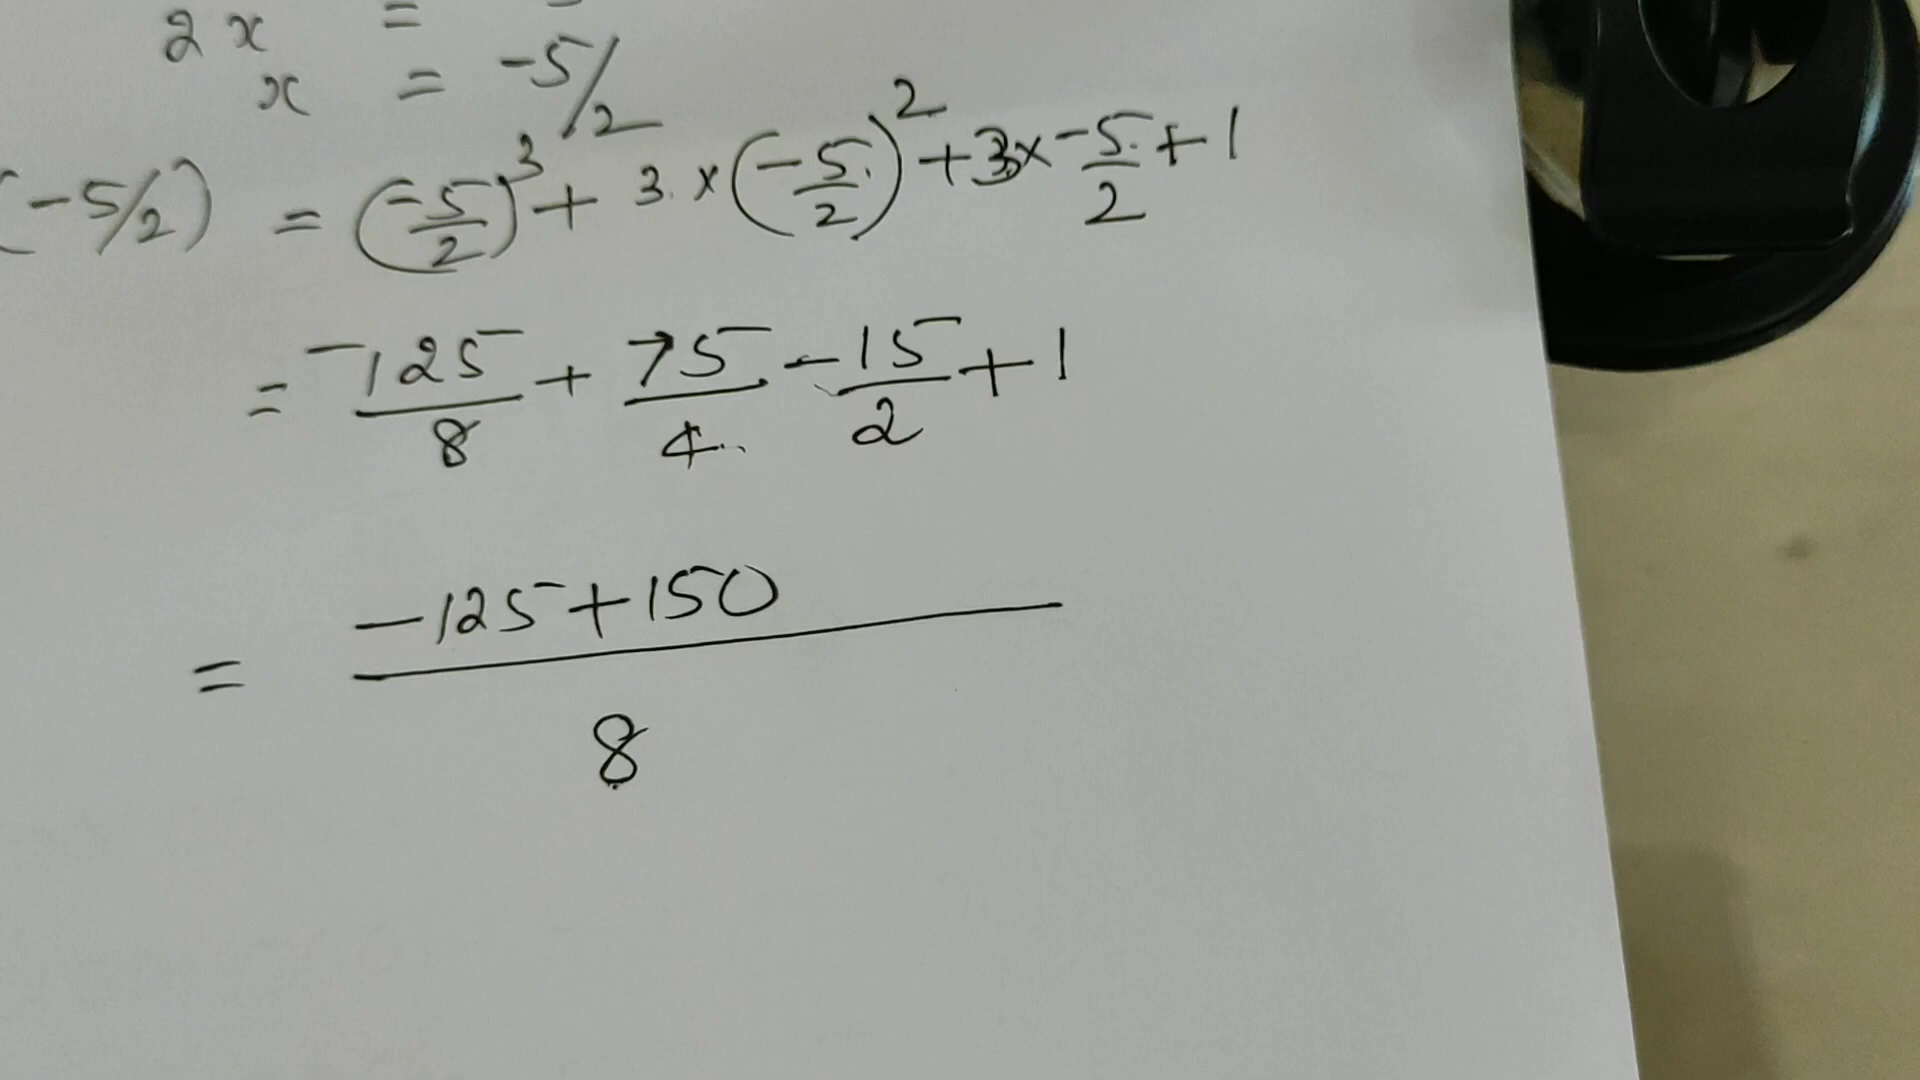 2x =
x = -5/2
(-5/2) = (-5/2)³ + 3 × (-5/2)² + 3 × -5/2 + 1
= -125/8 + 75/4 - 15/2 + 1
= -125+150 / 8